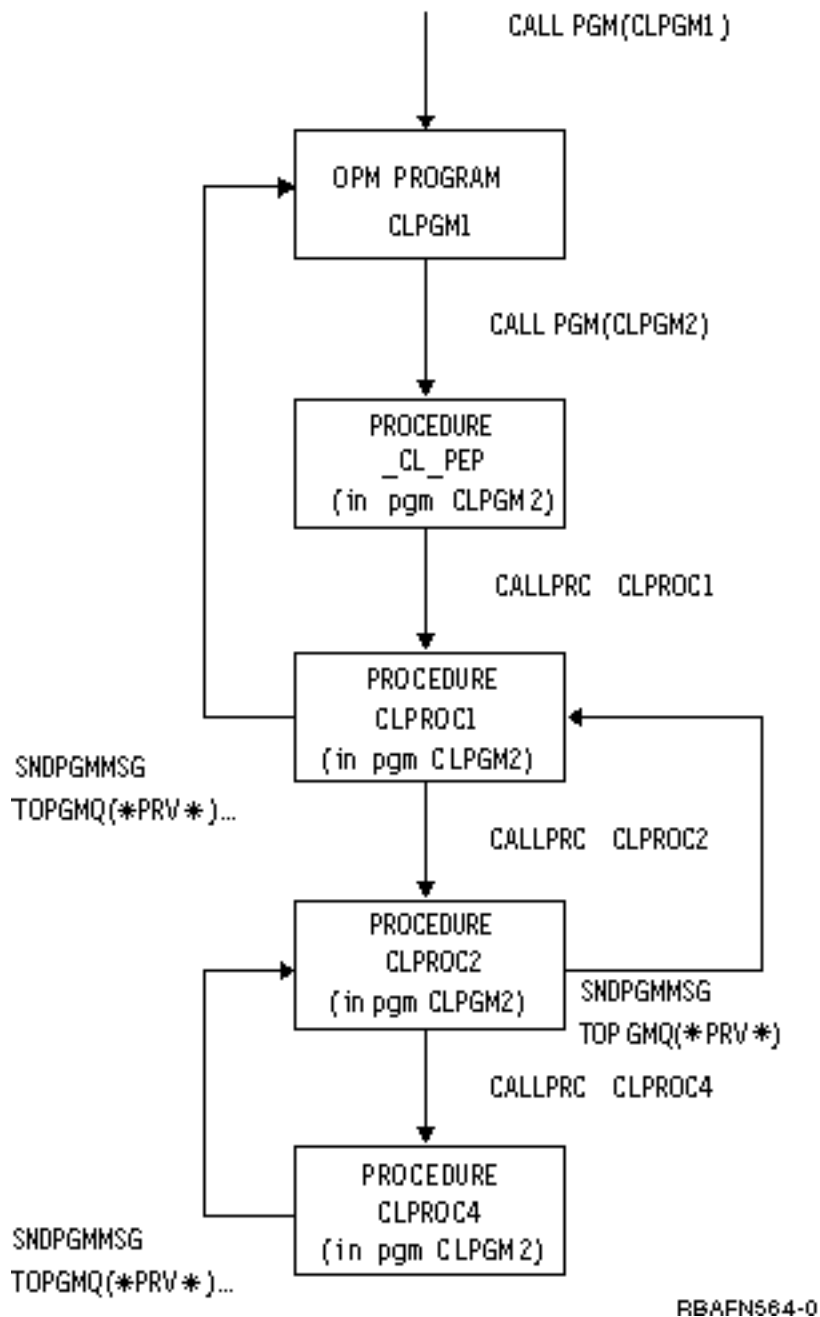 CALL PGM(CLPGM1)
OPM PROGRAM
CLPGM1
CALL PGM(CLPGM2)
PROCEDURE
_CL_PEP
(in pgm CLPGM2)
CALLPRC CLPROC1
PROCEDURE
CLPROC1
(in pgm CLPGM2)
SNDPGMMSG
TOPGMQ(*PRV*)...
CALLPRC CLPROC2
PROCEDURE
CLPROC2
(in pgm CLPGM2)
SNDPGMMSG
TOP GMQ(*PRV*)
CALLPRC CLPROC4
PROCEDURE
CLPROC4
(in pgm CLPGM2)
SNDPGMMSG
TOPGMQ(*PRV*)...
RBAFN564-0